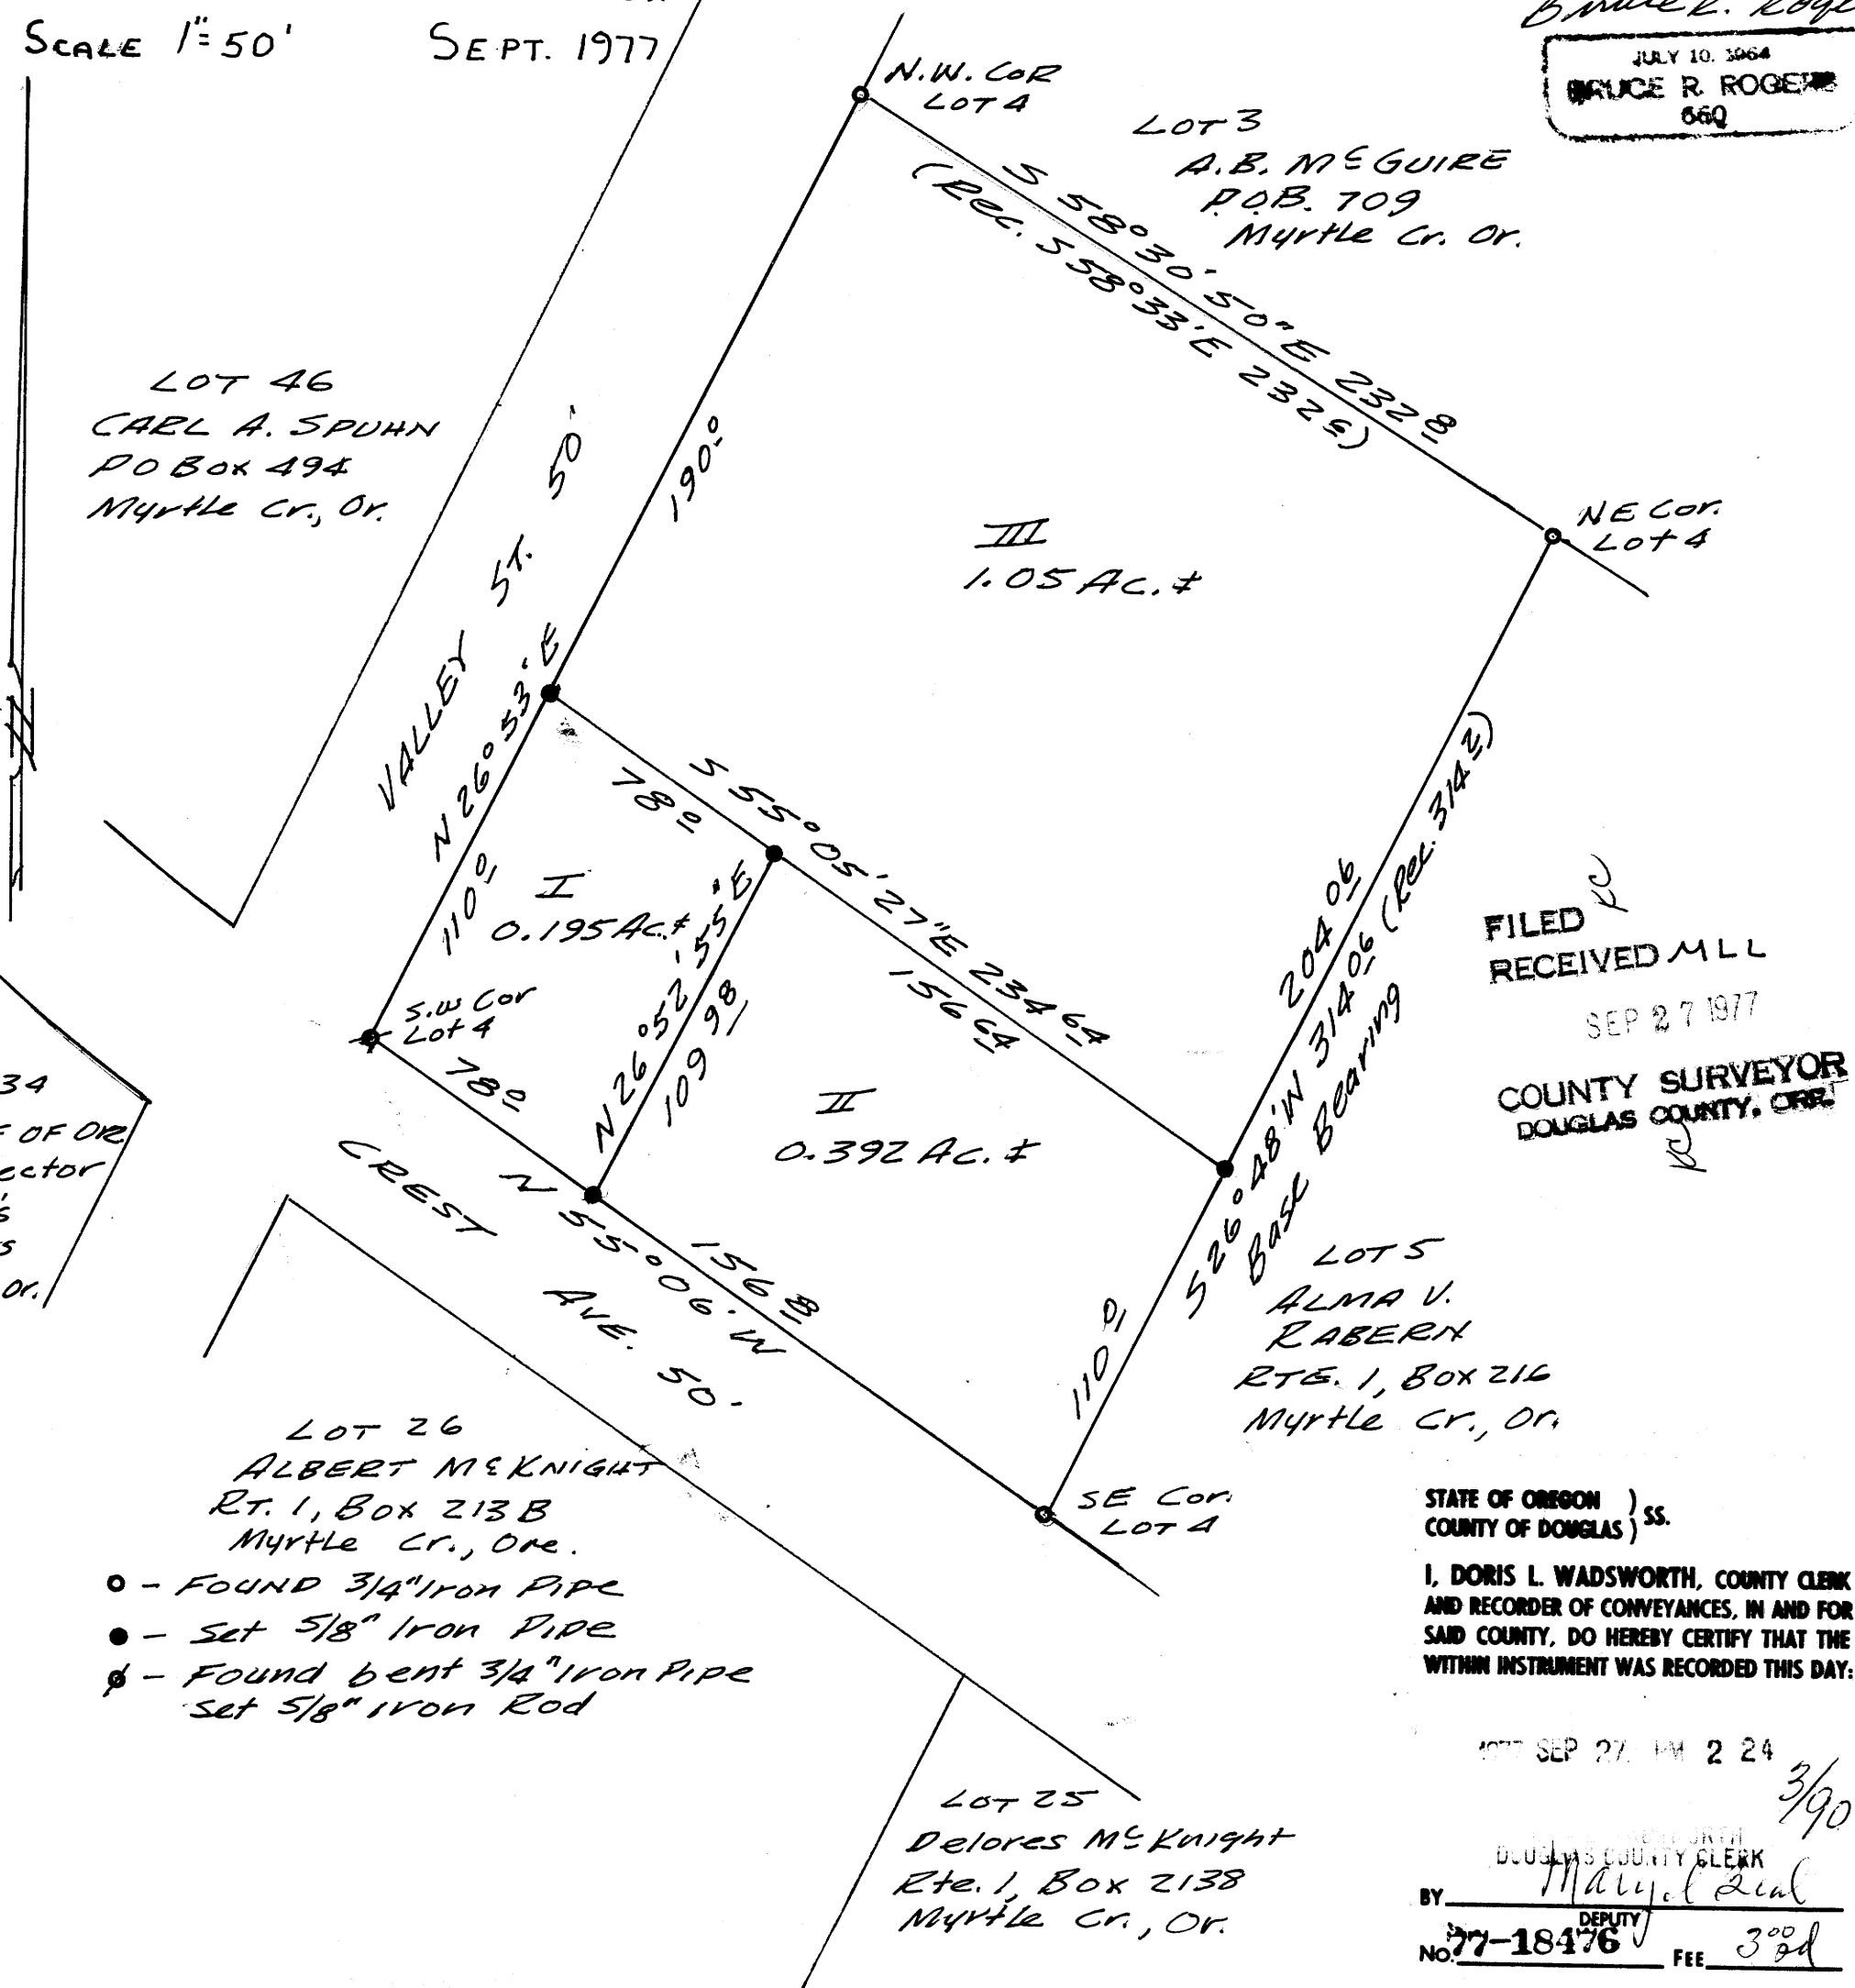 SCALE 1"=50'
SEPT. 1977
JULY 10, 1964
BRUCE R. ROGERS
660
N.W. COR
LOT 4
LOT 3
A.B. McGUIRE
P.O.B. 709
Myrtle Cr. Or.
S 58°30'50"E 232.8
(Rec. S 58°33'E 232.6)
LOT 46
CARL A. SPUHN
PO Box 494
Myrtle Cr., Or.
VALLEY ST. 50'
190.0
N 26°53'E
110.0
III
1.05 Ac.±
NE Cor.
Lot 4
78.0
S 55°05'27"E 234.64
156.64
I
0.195 Ac.±
N 26°52'55"E
109.98
S.W Cor
Lot 4
78.0
II
0.392 Ac.±
204.06
S 26°48'W 314.06 (Rec. 314.2)
Base Bearing
110.0
N 55°06'W
156.8
CREST AVE. 50'
FILED
RECEIVED MLL
SEP 27 1977
COUNTY SURVEYOR
DOUGLAS COUNTY, ORE.
34
OF ORE
ector
s
Or.
LOT 5
ALMA V.
RABERN
RTE. 1, BOX 216
Myrtle Cr., Or.
SE Cor.
LOT 4
LOT 26
ALBERT McKNIGHT
RT. 1, Box 213 B
Myrtle Cr., Ore.
- FOUND 3/4" Iron Pipe
- Set 5/8" Iron Pipe
- Found bent 3/4" Iron Pipe
set 5/8" iron Rod
LOT 25
Delores McKnight
Rte. 1, Box 213B
Myrtle Cr., Or.
STATE OF OREGON ) SS.
COUNTY OF DOUGLAS )
I, DORIS L. WADSWORTH, COUNTY CLERK
AND RECORDER OF CONVEYANCES, IN AND FOR
SAID COUNTY, DO HEREBY CERTIFY THAT THE
WITHIN INSTRUMENT WAS RECORDED THIS DAY:
1977 SEP 27 PM 2 24
3/90
DOUGLAS COUNTY CLERK
BY
DEPUTY
NO. 77-18476 FEE 3.00